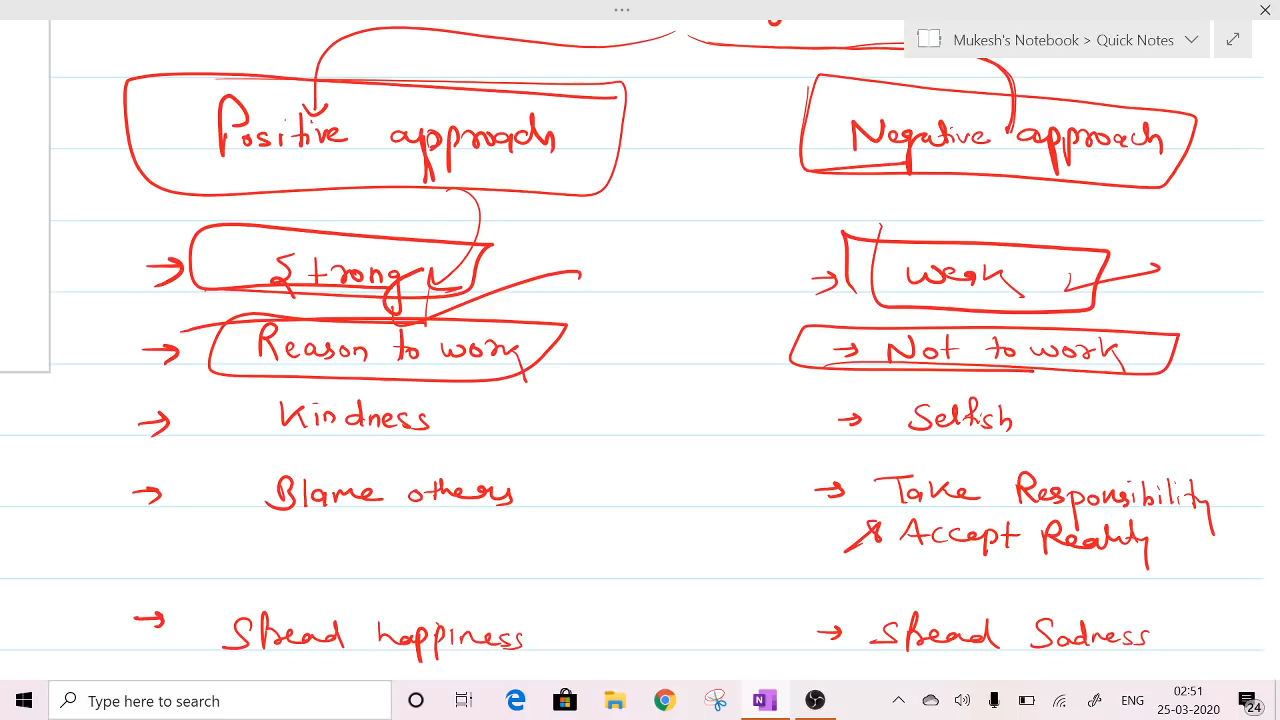 Mukesh's Notebook > Quick Notes
Positive approach
Negative approach
→ Strong
→ Weak
→ Reason to work
→ Not to work
→ Kindness
→ Selfish
→ Blame others
→ Take Responsibility
& Accept Reality
→ Spread happiness
→ Spread Sadness
Type here to search
ENG
02:51
25-03-2020
24